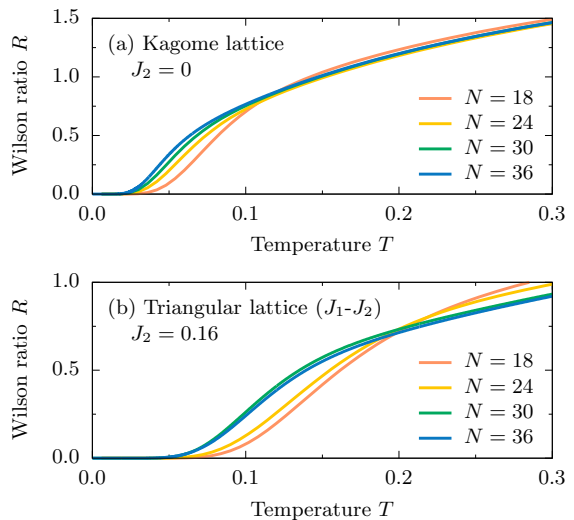 1.5
(a) Kagome lattice
J₂ = 0
1.0
N = 18
N = 24
0.5
N = 30
N = 36
0.0
0.0 0.1 0.2 0.3
Wilson ratio R
Temperature T
1.0
(b) Triangular lattice (J₁-J₂)
J₂ = 0.16
N = 18
0.5
N = 24
N = 30
N = 36
0.0
0.0 0.1 0.2 0.3
Wilson ratio R
Temperature T